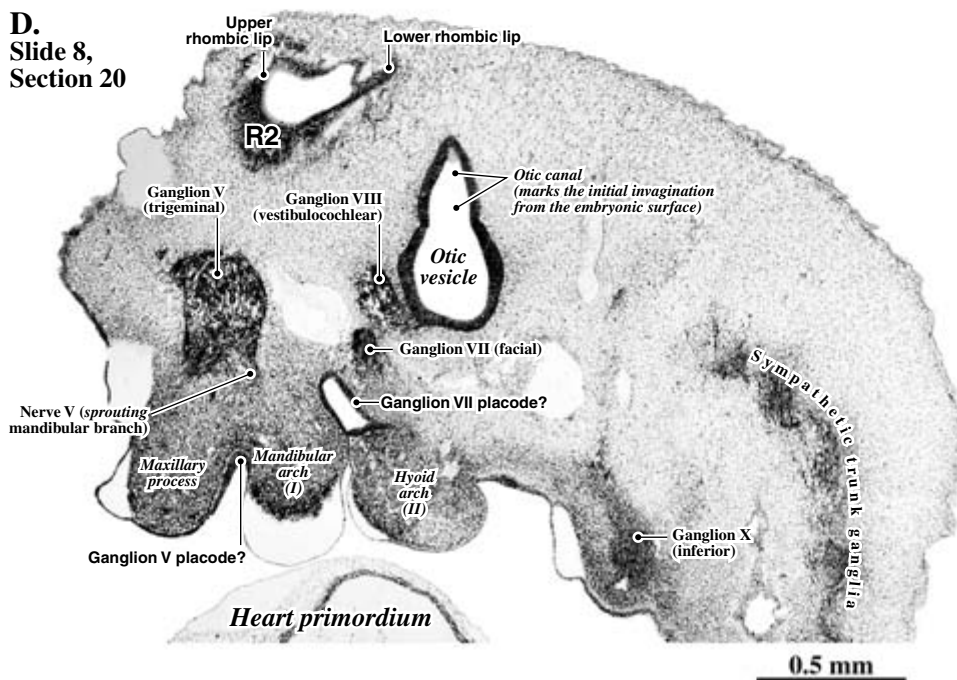 D.
Slide 8,
Section 20
Upper
rhombic lip
Lower rhombic lip
R2
Ganglion V
(trigeminal)
Ganglion VIII
(vestibulocochlear)
Otic canal
(marks the initial invagination
from the embryonic surface)
Otic
vesicle
Ganglion VII (facial)
Ganglion VII placode?
Nerve V (sprouting
mandibular branch)
Maxillary
process
Mandibular
arch
(I)
Hyoid
arch
(II)
Ganglion V placode?
Ganglion X
(inferior)
Sympathetic trunk ganglia
Heart primordium
0.5 mm